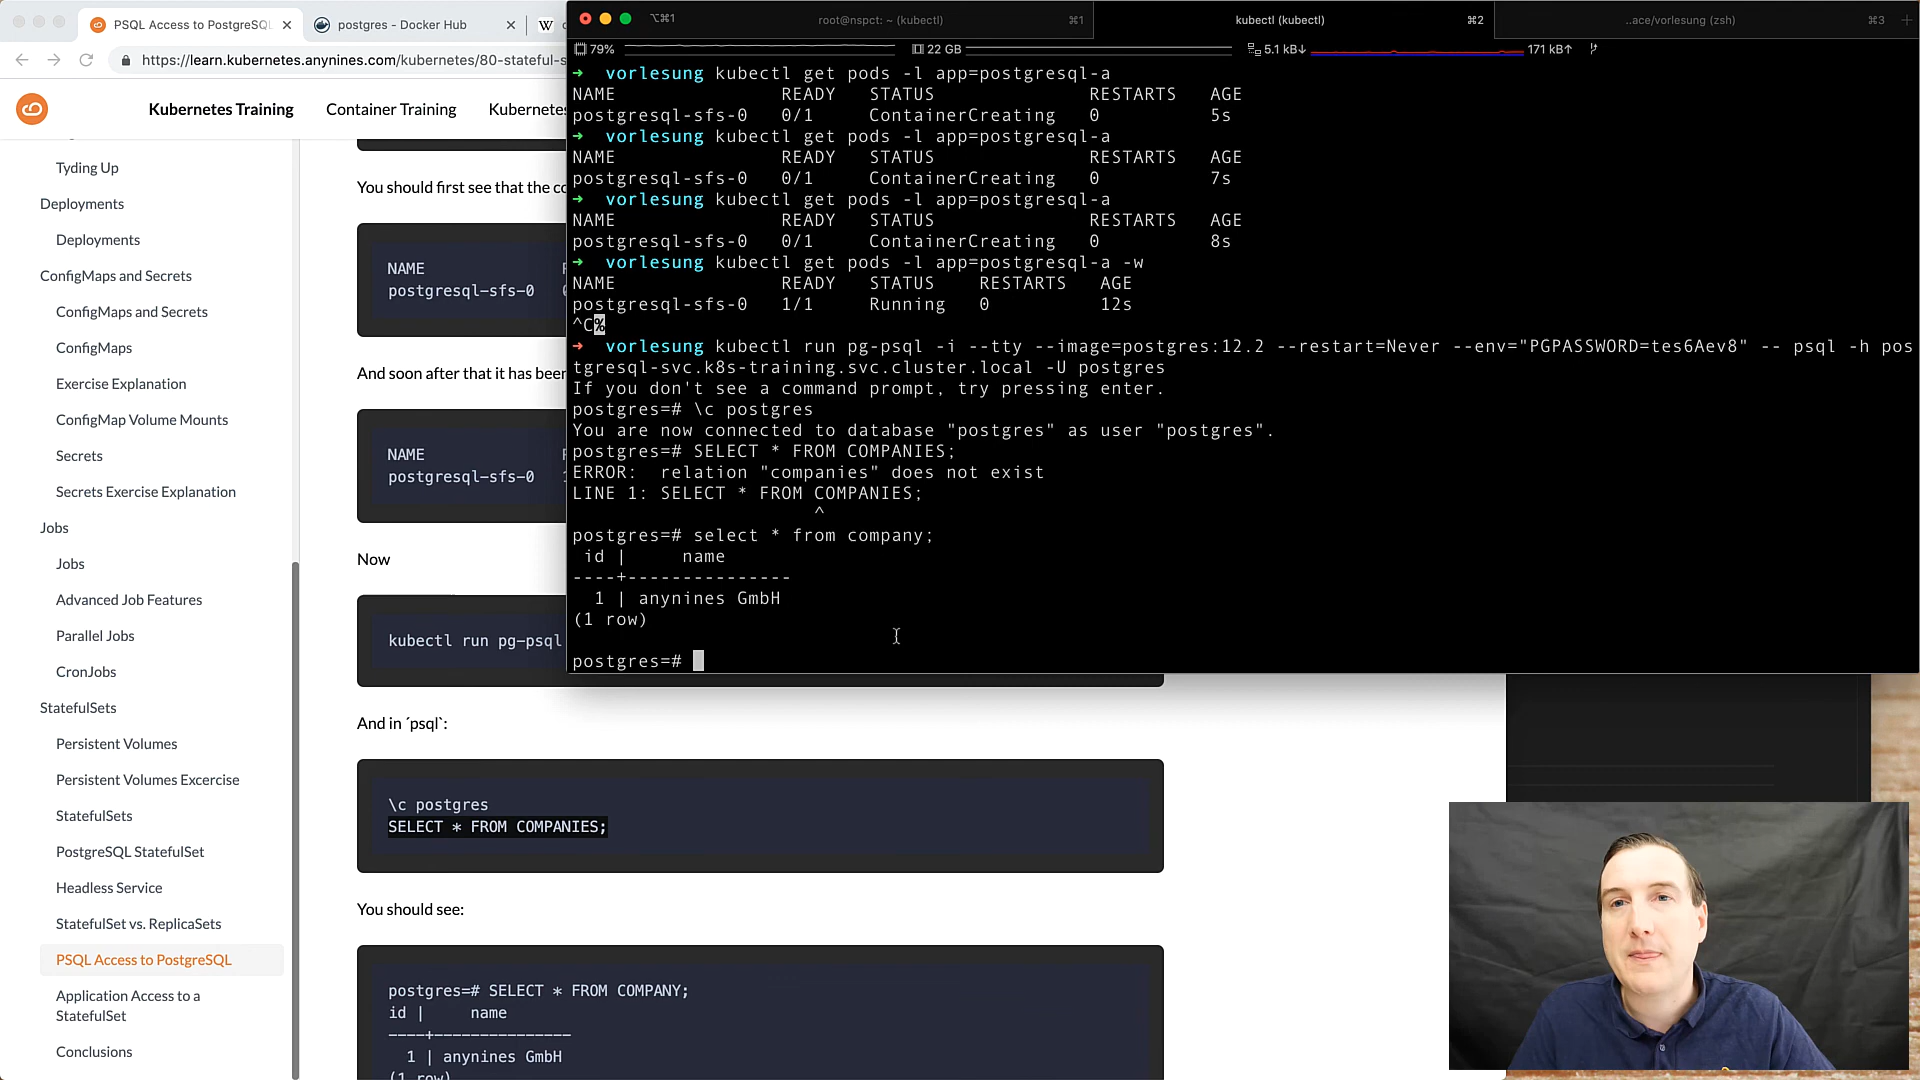 PSQL Access to PostgreSQL
postgres - Docker Hub
W
https://learn.kubernetes.anynines.com/kubernetes/80-stateful-s
Kubernetes Training
Container Training
Tyding Up
Deployments
Deployments
ConfigMaps and Secrets
ConfigMaps and Secrets
ConfigMaps
Exercise Explanation
ConfigMap Volume Mounts
Secrets
Secrets Exercise Explanation
Jobs
Jobs
Advanced Job Features
Parallel Jobs
CronJobs
StatefulSets
Persistent Volumes
Persistent Volumes Excercise
StatefulSets
PostgreSQL StatefulSet
Headless Service
StatefulSet vs. ReplicaSets
PSQL Access to PostgreSQL
Application Access to a
StatefulSet
Conclusions
You should first see that the
NAME
postgresql-sfs-0
And soon after that it has been
NAME
postgresql-sfs-0
Now
kubectl run pg-psql
And in ´psql`:
\c postgres
SELECT * FROM COMPANIES;
You should see:
postgres=# SELECT * FROM COMPANY;
id | name
----+---------------
1 | anynines GmbH
(1 row)
⌥⌘1
root@nspct: ~ (kubectl) ⌘1
kubectl (kubectl) ⌘2
..ace/vorlesung (zsh) ⌘3
79% 22 GB 5.1 kB↓ 171 kB↑
➜ vorlesung kubectl get pods -l app=postgresql-a
NAME READY STATUS RESTARTS AGE
postgresql-sfs-0 0/1 ContainerCreating 0 5s
➜ vorlesung kubectl get pods -l app=postgresql-a
NAME READY STATUS RESTARTS AGE
postgresql-sfs-0 0/1 ContainerCreating 0 7s
➜ vorlesung kubectl get pods -l app=postgresql-a
NAME READY STATUS RESTARTS AGE
postgresql-sfs-0 0/1 ContainerCreating 0 8s
➜ vorlesung kubectl get pods -l app=postgresql-a -w
NAME READY STATUS RESTARTS AGE
postgresql-sfs-0 1/1 Running 0 12s
^C%
➜ vorlesung kubectl run pg-psql -i --tty --image=postgres:12.2 --restart=Never --env="PGPASSWORD=tes6Aev8" -- psql -h pos
tgresql-svc.k8s-training.svc.cluster.local -U postgres
If you don't see a command prompt, try pressing enter.
postgres=# \c postgres
You are now connected to database "postgres" as user "postgres".
postgres=# SELECT * FROM COMPANIES;
ERROR: relation "companies" does not exist
LINE 1: SELECT * FROM COMPANIES;
^
postgres=# select * from company;
id | name
----+---------------
1 | anynines GmbH
(1 row)
postgres=#